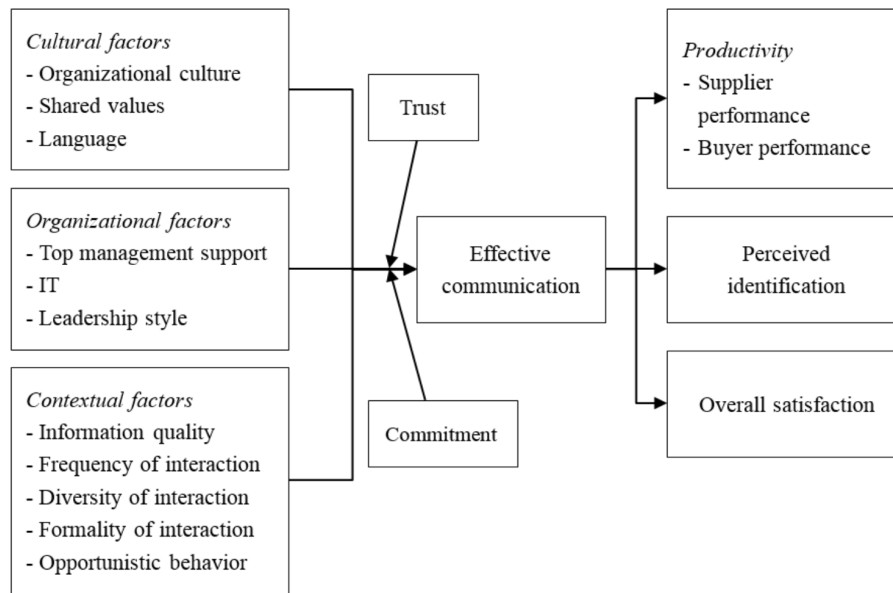 Cultural factors
- Organizational culture
- Shared values
- Language
Organizational factors
- Top management support
- IT
- Leadership style
Contextual factors
- Information quality
- Frequency of interaction
- Diversity of interaction
- Formality of interaction
- Opportunistic behavior
Trust
Commitment
Effective
communication
Productivity
- Supplier
performance
- Buyer performance
Perceived
identification
Overall satisfaction